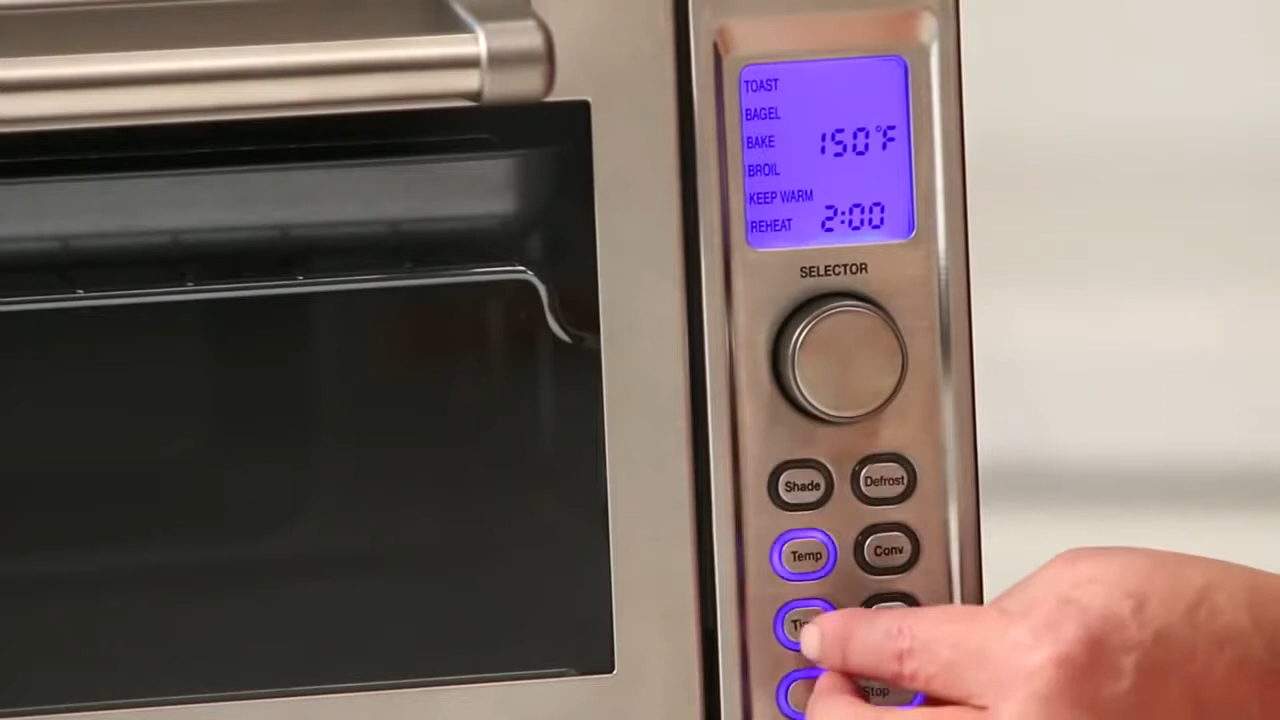 TOAST
BAGEL
BAKE
150°F
BROIL
KEEP WARM
REHEAT
2:00
SELECTOR
Shade
Defrost
Temp
Conv
Stop